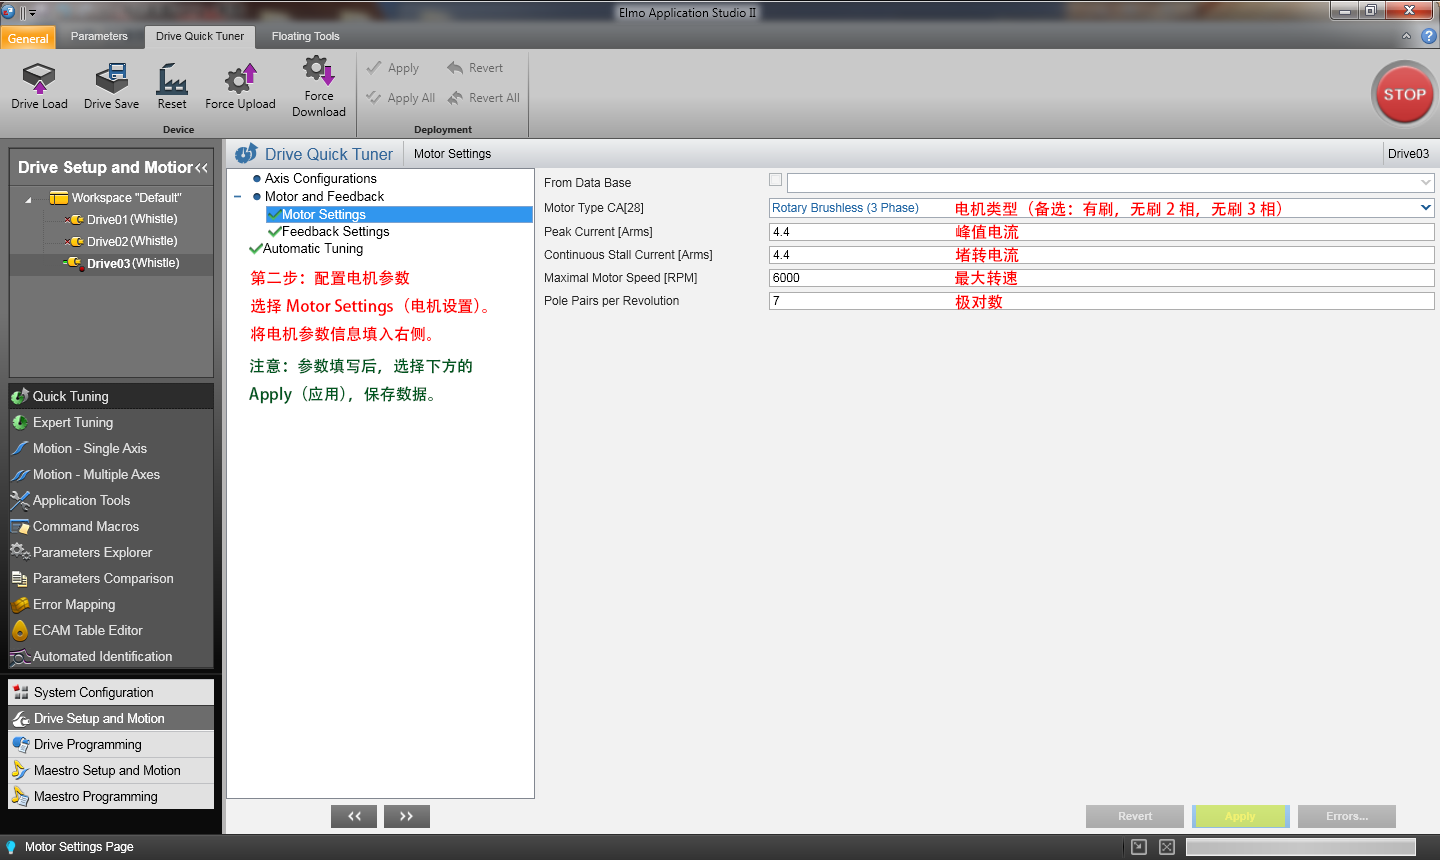 Elmo Application Studio II
General
Parameters
Drive Quick Tuner
Floating Tools
Drive Load
Drive Save
Reset
Force Upload
Force
Download
Device
Apply
Revert
Apply All
Revert All
Deployment
STOP
Drive Setup and Motior<<
Workspace "Default"
Drive01 (Whistle)
Drive02 (Whistle)
Drive03 (Whistle)
Quick Tuning
Expert Tuning
Motion - Single Axis
Motion - Multiple Axes
Application Tools
Command Macros
Parameters Explorer
Parameters Comparison
Error Mapping
ECAM Table Editor
Automated Identification
System Configuration
Drive Setup and Motion
Drive Programming
Maestro Setup and Motion
Maestro Programming
Drive Quick Tuner
Motor Settings
Drive03
Axis Configurations
Motor and Feedback
Motor Settings
Feedback Settings
Automatic Tuning
第二步：配置电机参数
选择 Motor Settings（电机设置）。
将电机参数信息填入右侧。
注意：参数填写后，选择下方的
Apply（应用），保存数据。
From Data Base
Motor Type CA[28] Rotary Brushless (3 Phase) 电机类型（备选：有刷，无刷 2 相，无刷 3 相）
Peak Current [Arms] 4.4 峰值电流
Continuous Stall Current [Arms] 4.4 堵转电流
Maximal Motor Speed [RPM] 6000 最大转速
Pole Pairs per Revolution 7 极对数
<< >>
Revert
Apply
Errors...
Motor Settings Page